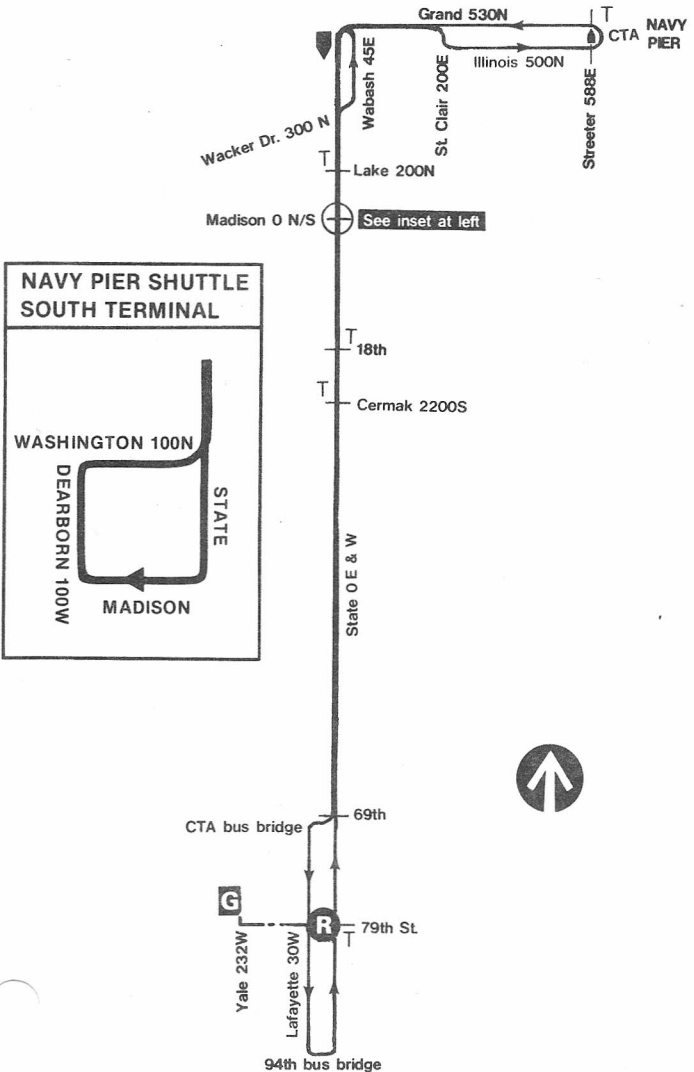 Grand 530N
T
CTA
NAVY
PIER
Illinois 500N
Wabash 45E
St. Clair 200E
Streeter 588E
Wacker Dr. 300 N
T
Lake 200N
Madison 0 N/S
See inset at left
NAVY PIER SHUTTLE
SOUTH TERMINAL
WASHINGTON 100N
DEARBORN 100W
STATE
MADISON
T
18th
T
Cermak 2200S
State 0 E & W
69th
CTA bus bridge
G
R
79th St.
T
Yale 232W
Lafayette 30W
94th bus bridge